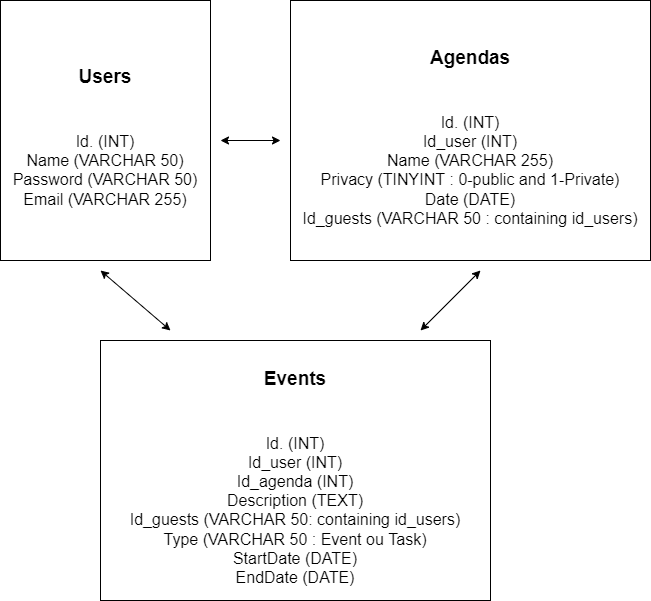 Users
Id. (INT)
Name (VARCHAR 50)
Password (VARCHAR 50)
Email (VARCHAR 255)
Agendas
Id. (INT)
Id_user (INT)
Name (VARCHAR 255)
Privacy (TINYINT : 0-public and 1-Private)
Date (DATE)
Id_guests (VARCHAR 50 : containing id_users)
Events
Id. (INT)
Id_user (INT)
Id_agenda (INT)
Description (TEXT)
Id_guests (VARCHAR 50: containing id_users)
Type (VARCHAR 50 : Event ou Task)
StartDate (DATE)
EndDate (DATE)